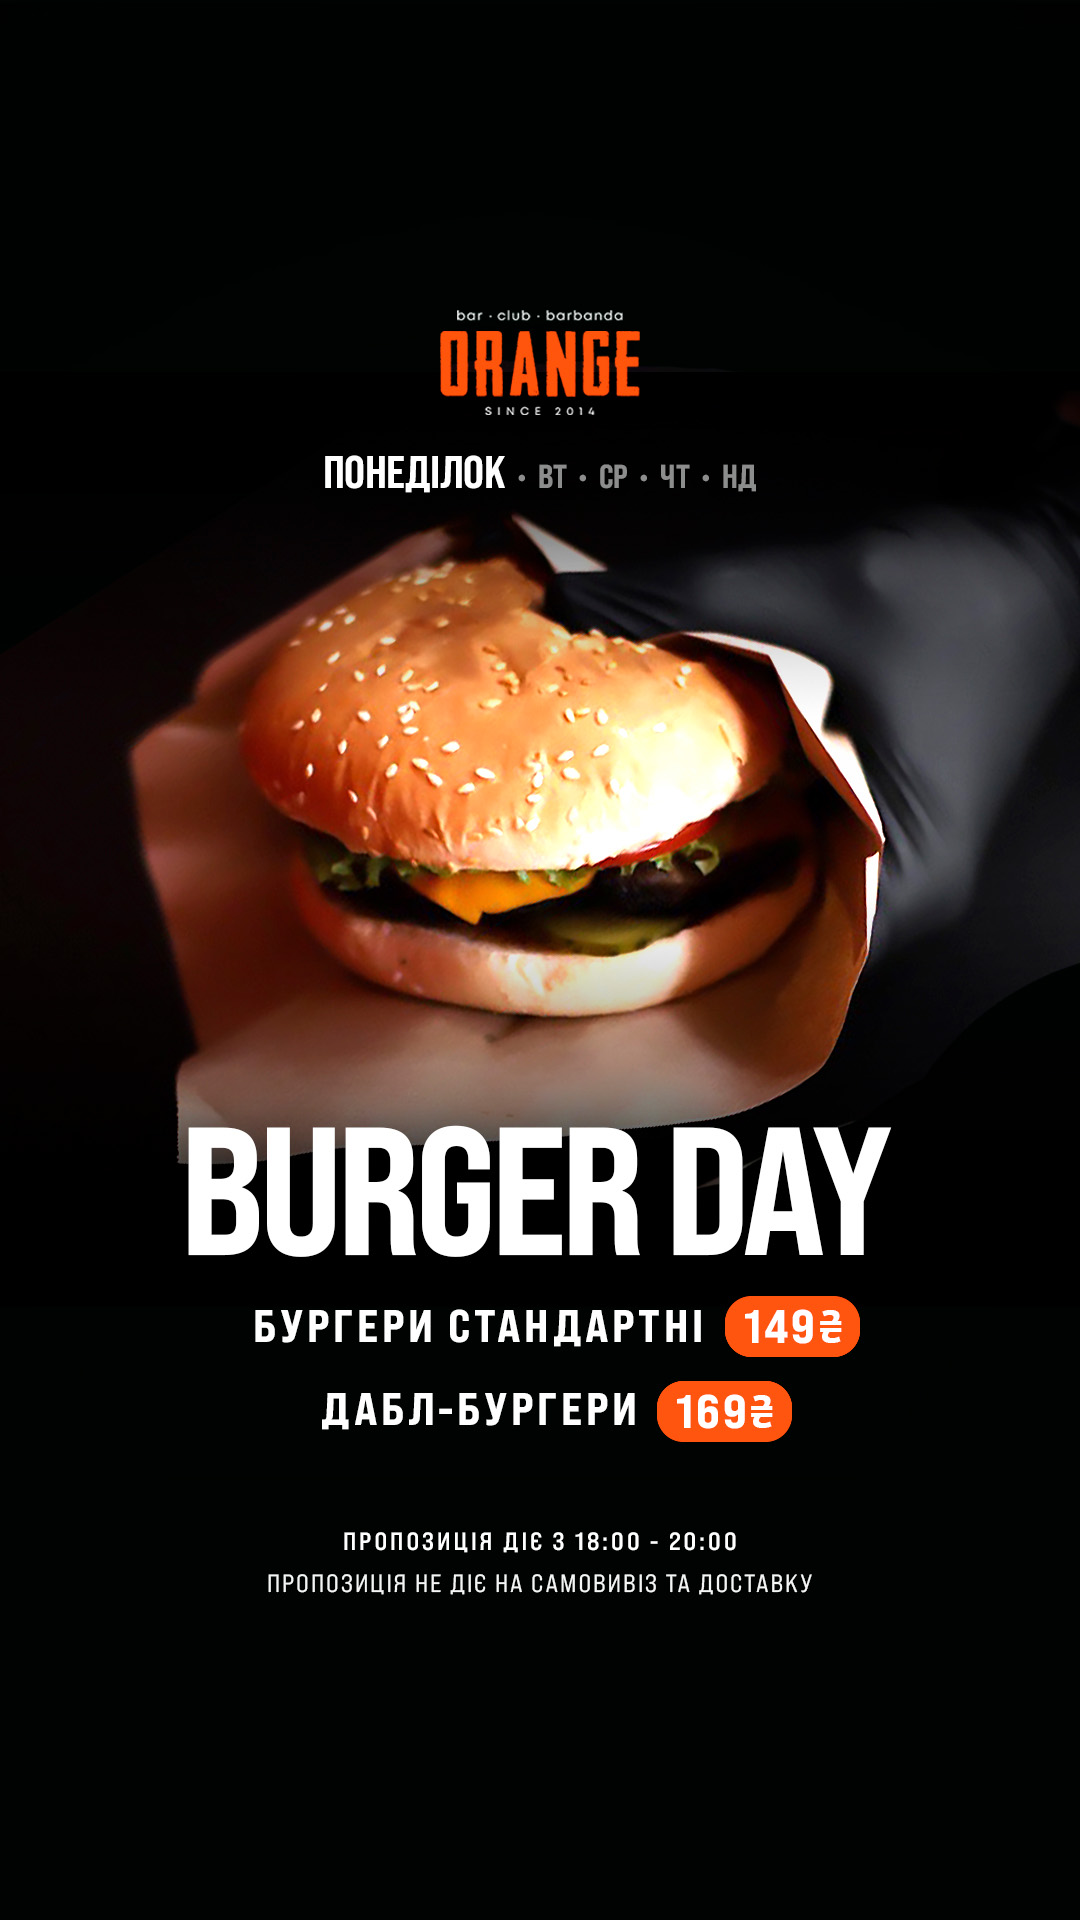 bar · club · barbanda
ORANGE
SINCE 2014
ПОНЕДІЛОК · ВТ · СР · ЧТ · НД
BURGER DAY
БУРГЕРИ СТАНДАРТНІ 149₴
ДАБЛ-БУРГЕРИ 169₴
ПРОПОЗИЦІЯ ДІЄ З 18:00 - 20:00
ПРОПОЗИЦІЯ НЕ ДІЄ НА САМОВИВІЗ ТА ДОСТАВКУ